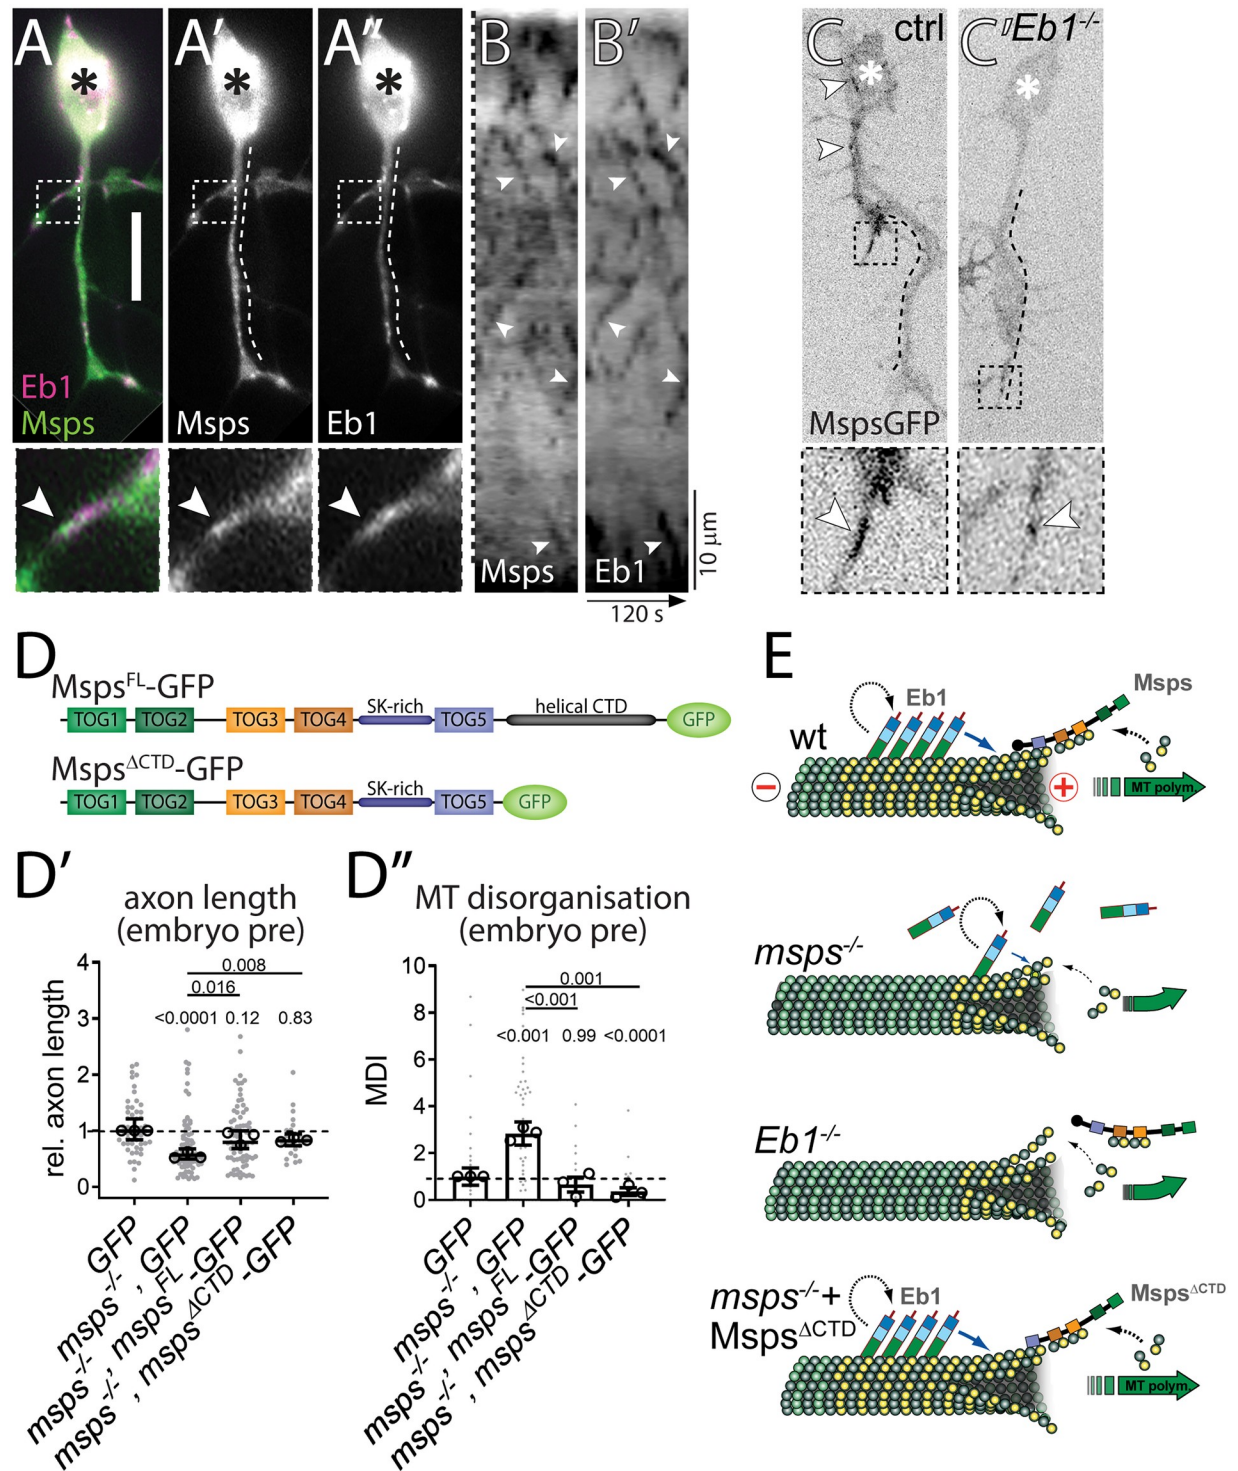 A
A′
A″
B
B′
C
ctrl
C′
Eb1-/-
*
*
*
*
*
Eb1
Msps
Msps
Eb1
MspsGFP
Msps
Eb1
10 µm
120 s
D
MspsFL-GFP
TOG1 TOG2 TOG3 TOG4 SK-rich TOG5 helical CTD GFP
MspsΔCTD-GFP
TOG1 TOG2 TOG3 TOG4 SK-rich TOG5 GFP
D′
axon length
(embryo pre)
rel. axon length
4
3
2
1
0
0.008
0.016
<0.0001 0.12 0.83
GFP
msps-/-, GFP
msps-/-, mspsFL-GFP
msps-/-, mspsΔCTD-GFP
D″
MT disorganisation
(embryo pre)
MDI
10
8
6
4
2
0
0.001
<0.001
<0.001 0.99 <0.0001
GFP
msps-/-, GFP
msps-/-, mspsFL-GFP
msps-/-, mspsΔCTD-GFP
E
wt
Eb1
Msps
−
+
MT polym.
msps-/-
Eb1-/-
msps-/-+
MspsΔCTD
Eb1
MspsΔCTD
MT polym.